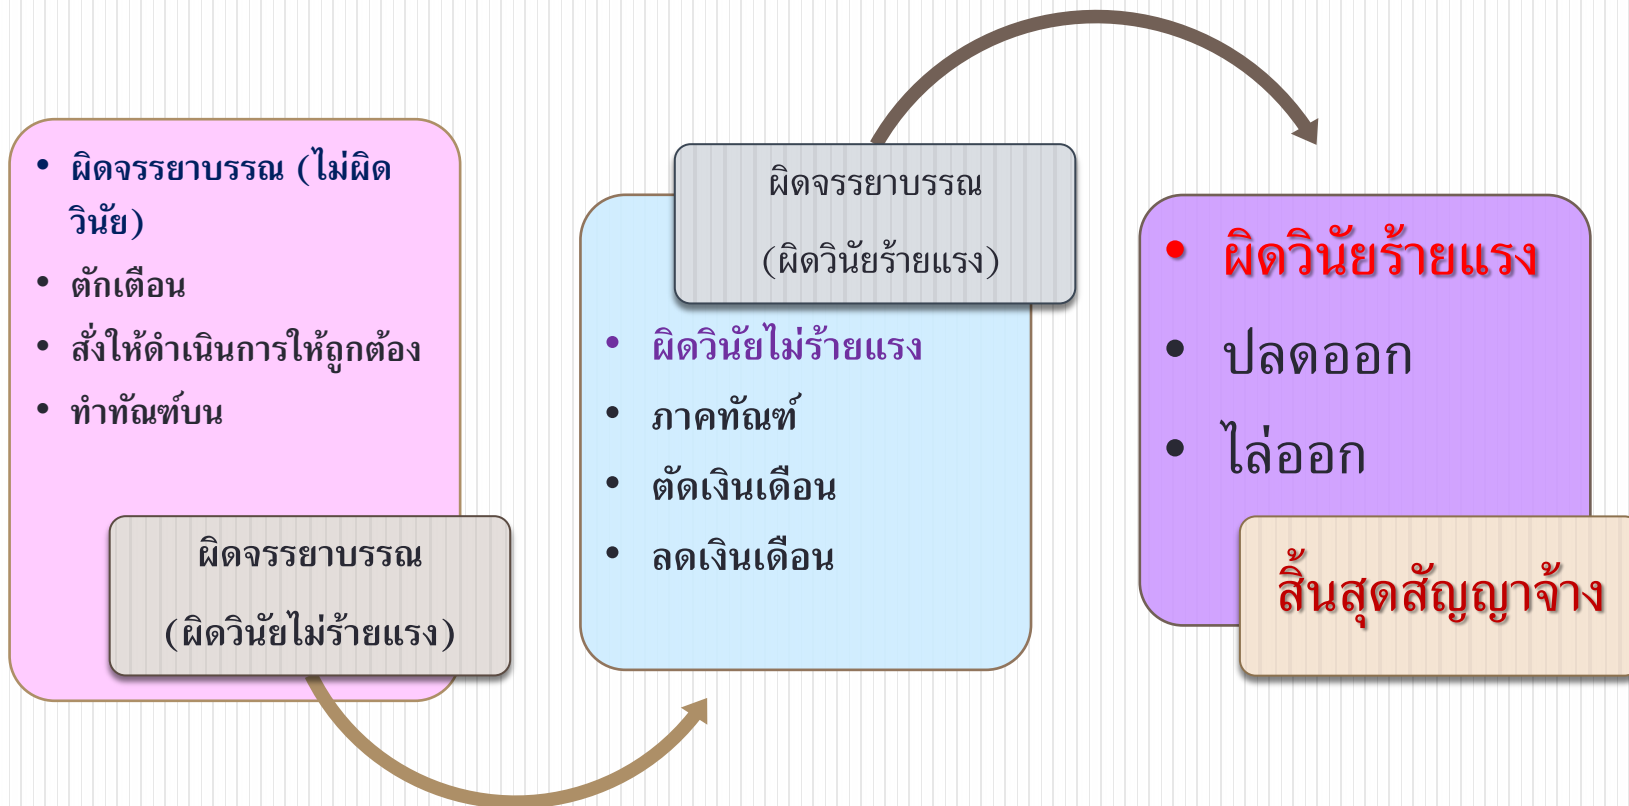 • ผิดจรรยาบรรณ (ไม่ผิด
วินัย)
• ตักเตือน
• สั่งให้ดำเนินการให้ถูกต้อง
• ทำทัณฑ์บน
ผิดจรรยาบรรณ
(ผิดวินัยไม่ร้ายแรง)
ผิดจรรยาบรรณ
(ผิดวินัยร้ายแรง)
• ผิดวินัยไม่ร้ายแรง
• ภาคทัณฑ์
• ตัดเงินเดือน
• ลดเงินเดือน
• ผิดวินัยร้ายแรง
• ปลดออก
• ไล่ออก
สิ้นสุดสัญญาจ้าง